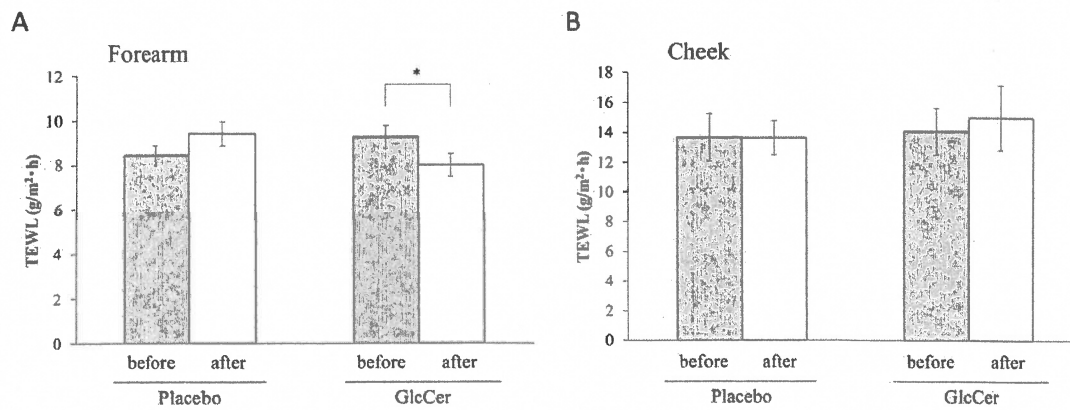 A
Forearm
TEWL (g/m²•h)
12
10
8
6
4
2
0
*
before after before after
Placebo GlcCer
B
Cheek
TEWL (g/m²•h)
18
16
14
12
10
8
6
4
2
0
before after before after
Placebo GlcCer